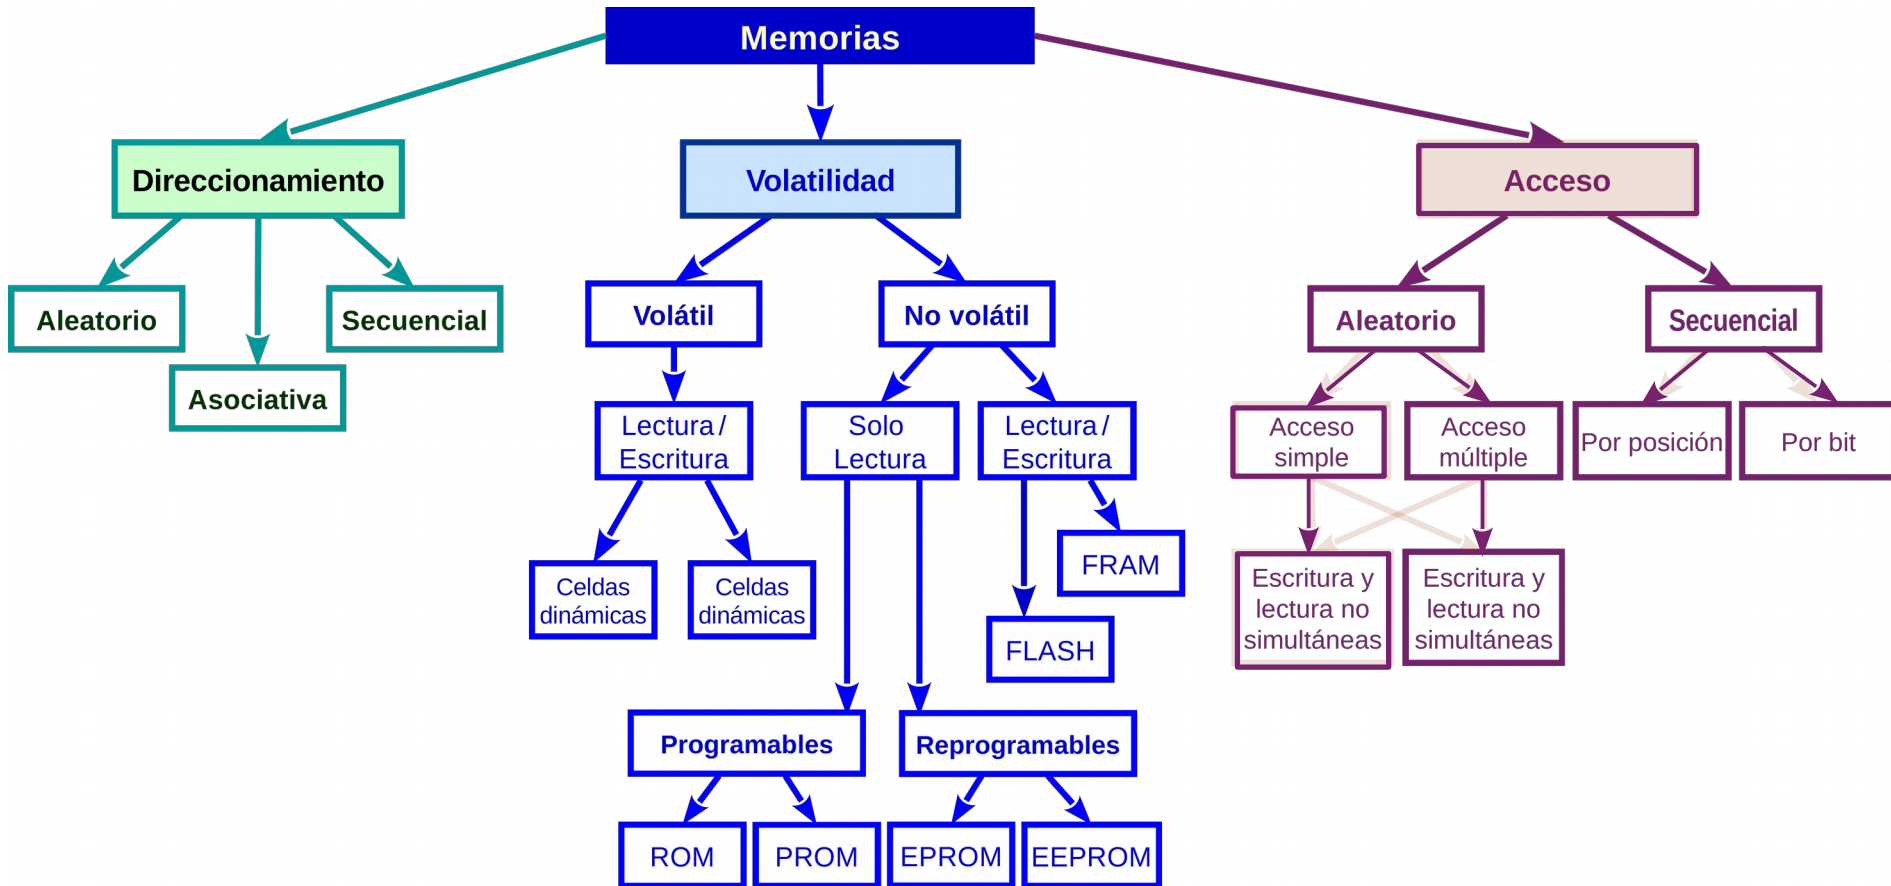 Memorias
Direccionamiento
Volatilidad
Acceso
Aleatorio
Asociativa
Secuencial
Volátil
No volátil
Aleatorio
Secuencial
Lectura /
Escritura
Solo
Lectura
Lectura /
Escritura
Acceso
simple
Acceso
múltiple
Por posición
Por bit
Celdas
dinámicas
Celdas
dinámicas
FRAM
FLASH
Escritura y
lectura no
simultáneas
Escritura y
lectura no
simultáneas
Programables
Reprogramables
ROM
PROM
EPROM
EEPROM